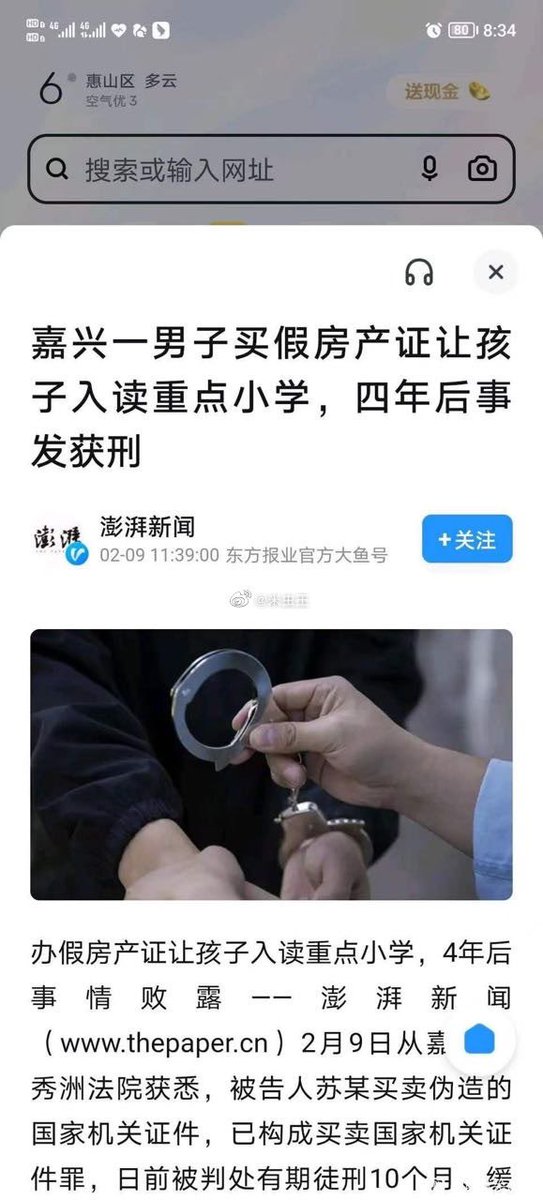 HD 4G 4G 80 8:34
6° 惠山区 多云
空气优 3
送现金
搜索或输入网址
嘉兴一男子买假房产证让孩
子入读重点小学，四年后事
发获刑
澎湃
澎湃新闻
02-09 11:39:00 东方报业官方大鱼号
+关注
办假房产证让孩子入读重点小学，4年后
事情败露——澎湃新闻
（www.thepaper.cn）2月9日从嘉
秀洲法院获悉，被告人苏某买卖伪造的
国家机关证件，已构成买卖国家机关证
件罪，日前被判处有期徒刑10个月，缓